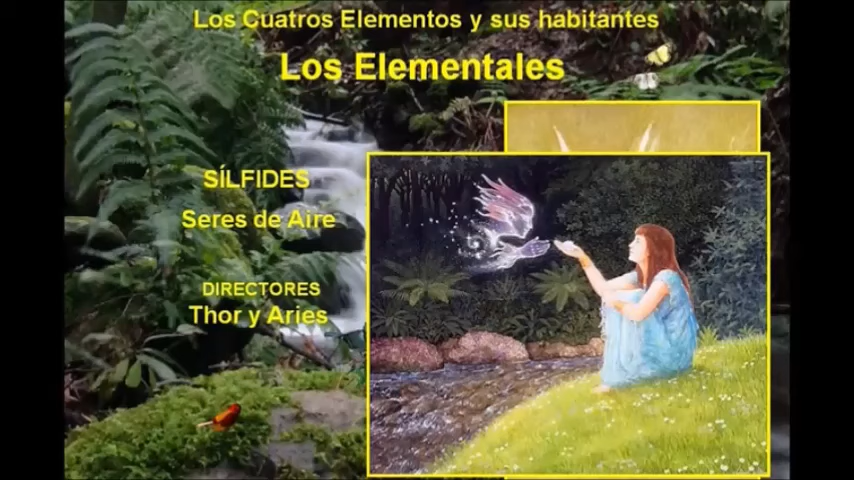 Los Cuatros Elementos y sus habitantes
Los Elementales
SÍLFIDES
Seres de Aire
DIRECTORES
Thor y Aries